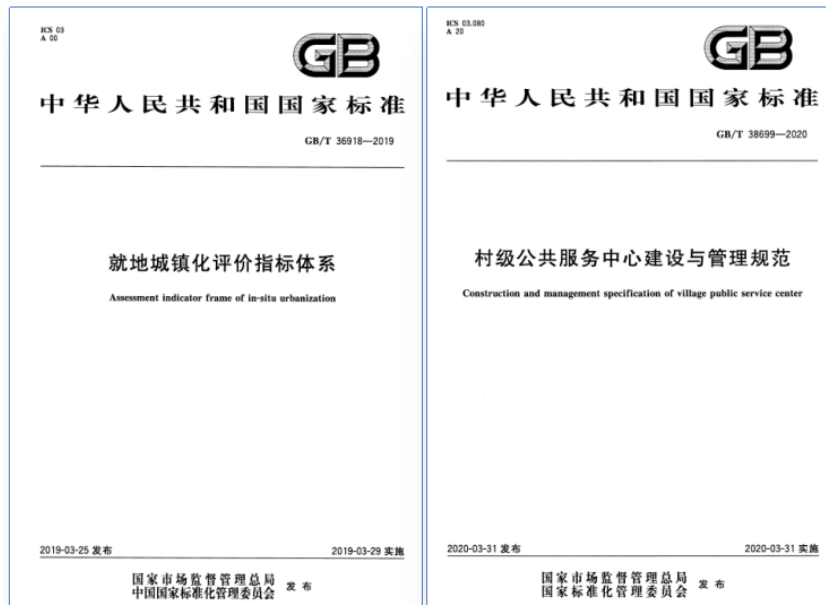 ICS 03
A 00
GB
中华人民共和国国家标准
GB/T 36918—2019
就地城镇化评价指标体系
Assessment indicator frame of in-situ urbanization
2019-03-25 发布
2019-03-29 实施
国家市场监督管理总局
中国国家标准化管理委员会
发布
ICS 03.080
A 20
GB
中华人民共和国国家标准
GB/T 38699—2020
村级公共服务中心建设与管理规范
Construction and management specification of village public service center
2020-03-31 发布
2020-03-31 实施
国家市场监督管理总局
国家标准化管理委员会
发布